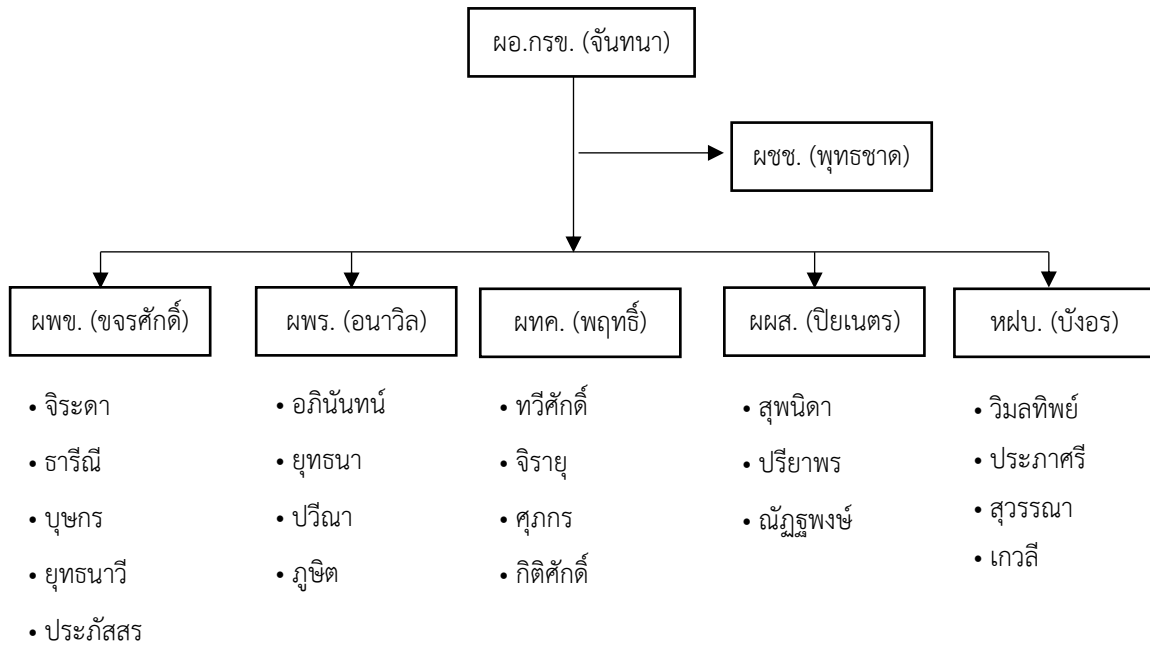 ผอ.กรข. (จันทนา)
ผชช. (พุทธชาด)
ผพข. (ขจรศักดิ์)
ผพร. (อนาวิล)
ผทค. (พฤทธิ์)
ผผส. (ปิยเนตร)
หฝบ. (บังอร)
• จิระดา
• ธารีณี
• บุษกร
• ยุทธนาวี
• ประภัสสร
• อภินันทน์
• ยุทธนา
• ปวีณา
• ภูษิต
• ทวีศักดิ์
• จิรายุ
• ศุภกร
• กิติศักดิ์
• สุพนิดา
• ปรียาพร
• ณัฏฐพงษ์
• วิมลทิพย์
• ประภาศรี
• สุวรรณา
• เกวลี